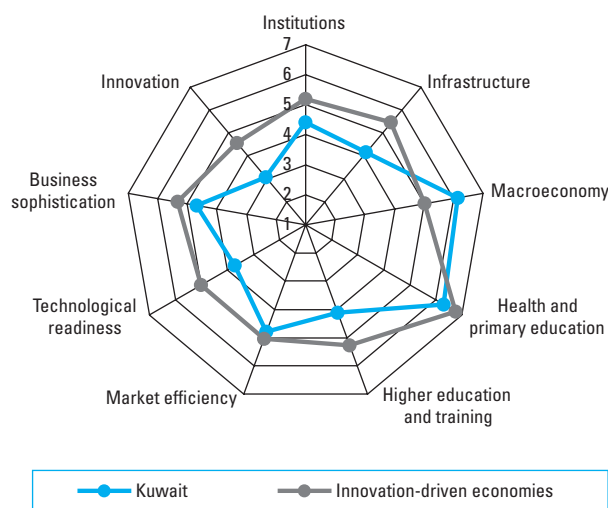 Institutions
7
6
5
4
3
2
1
Infrastructure
Macroeconomy
Health and
primary education
Higher education
and training
Market efficiency
Technological
readiness
Business
sophistication
Innovation
Kuwait
Innovation-driven economies